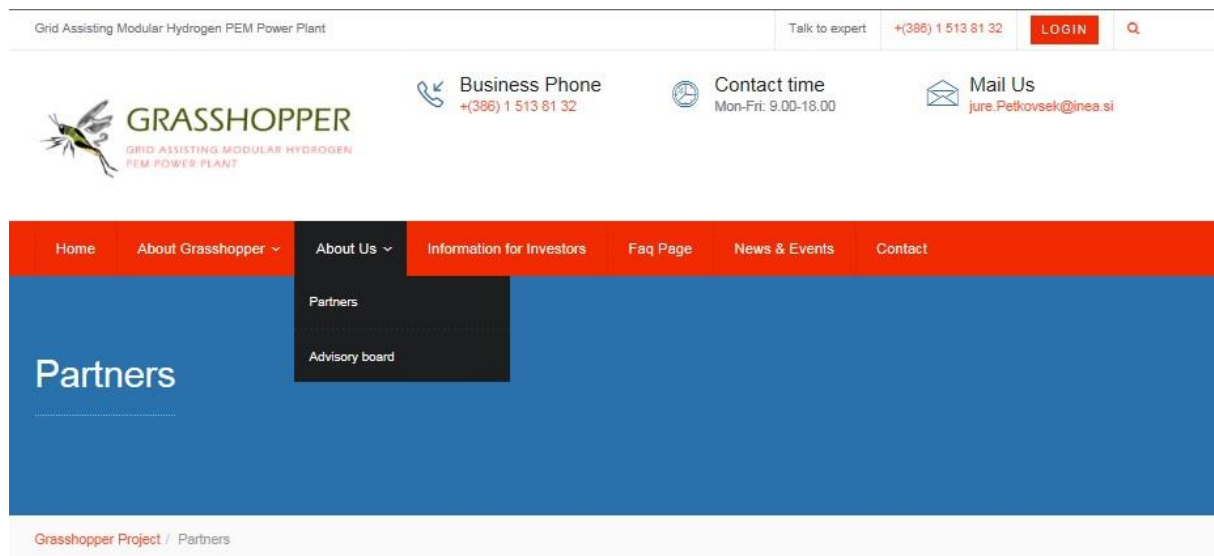 Grid Assisting Modular Hydrogen PEM Power Plant
Talk to expert
+(386) 1 513 81 32
LOGIN
GRASSHOPPER
GRID ASSISTING MODULAR HYDROGEN
PEM POWER PLANT
Business Phone
+(386) 1 513 81 32
Contact time
Mon-Fri: 9.00-18.00
Mail Us
jure.Petkovsek@inea.si
Home
About Grasshopper
About Us
Information for Investors
Faq Page
News & Events
Contact
Partners
Advisory board
Partners
Grasshopper Project / Partners